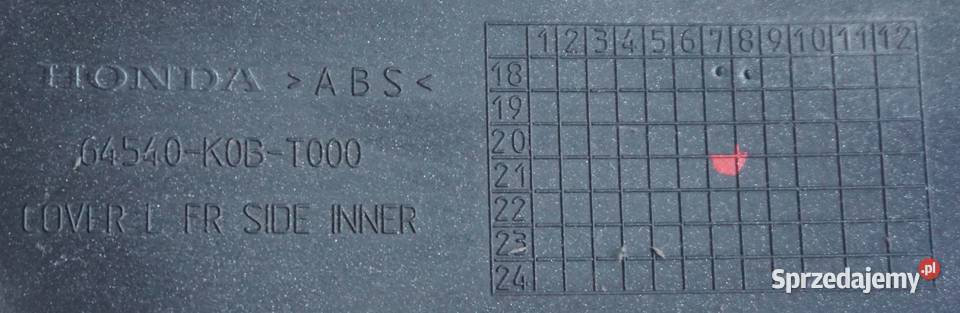 HONDA >ABS<
64540-K0B-T000
COVER L FR SIDE INNER
1 2 3 4 5 6 7 8 9 10 11 12
18
19
20
21
22
23
24
Sprzedajemy.pl